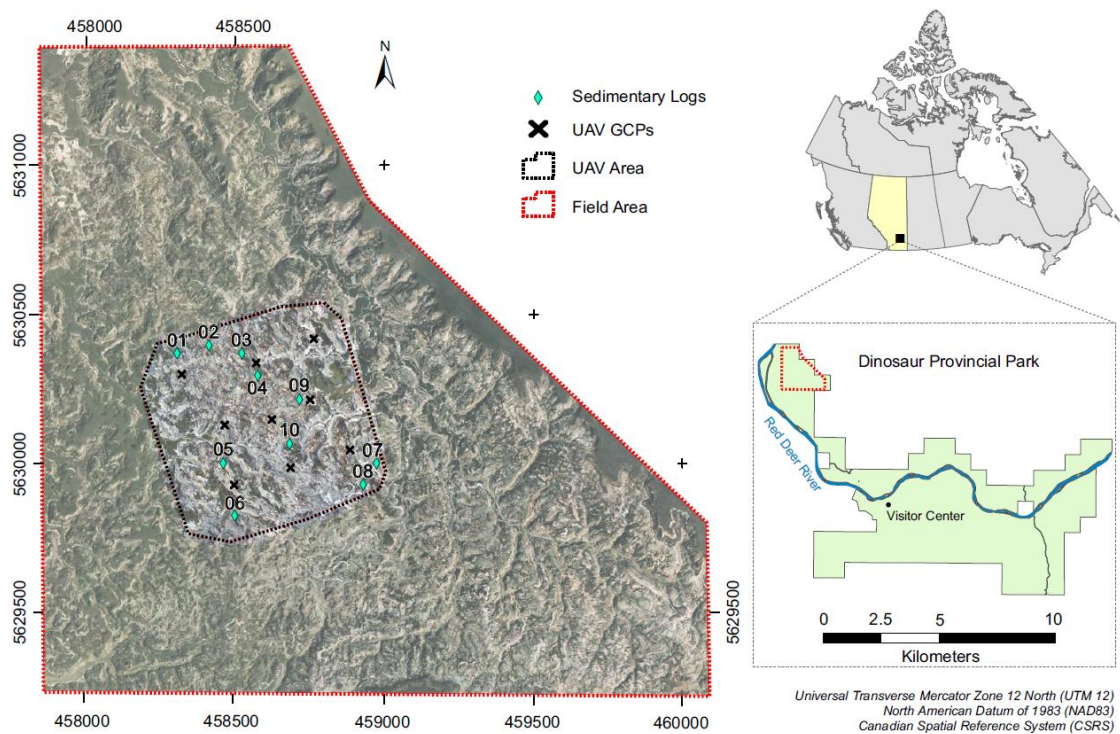 458000
458500
N
Sedimentary Logs
UAV GCPs
UAV Area
Field Area
5631000
5630500
5630000
5629500
01
02
03
04
09
10
05
07
08
06
5629500
458000
458500
459000
459500
460000
Dinosaur Provincial Park
Red Deer River
Visitor Center
0
2.5
5
10
Kilometers
Universal Transverse Mercator Zone 12 North (UTM 12)
North American Datum of 1983 (NAD83)
Canadian Spatial Reference System (CSRS)